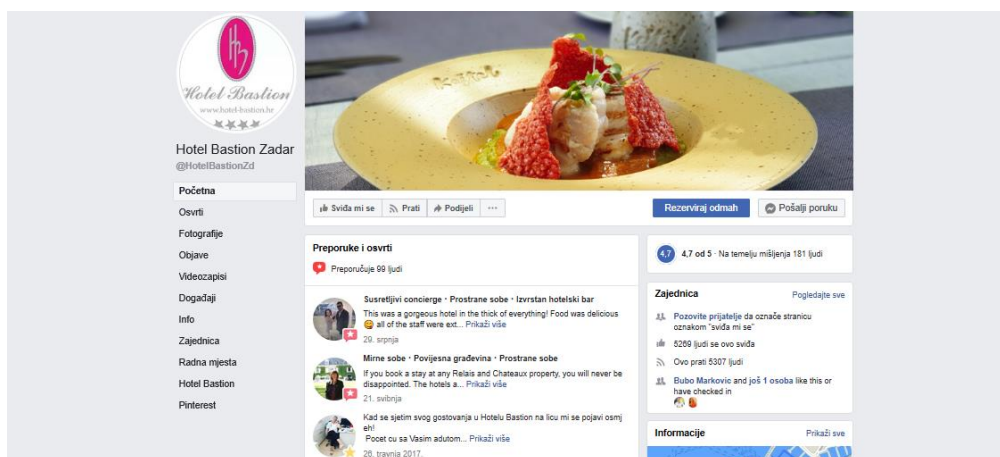 HB
Hotel Bastion
www.hotel-bastion.hr
Hotel Bastion Zadar
@HotelBastionZd
Početna
Osvrti
Fotografije
Objave
Videozapisi
Događaji
Info
Zajednica
Radna mjesta
Hotel Bastion
Pinterest
Kaštel
Sviđa mi se
Prati
Podijeli
Rezerviraj odmah
Pošalji poruku
Preporuke i osvrti
Preporučuje 99 ljudi
Susretljivi concierge · Prostrane sobe · Izvrstan hotelski bar
This was a gorgeous hotel in the thick of everything! Food was delicious
all of the staff were ext... Prikaži više
29. srpnja
Mirne sobe · Povijesna građevina · Prostrane sobe
If you book a stay at any Relais and Chateaux property, you will never be
disappointed. The hotels a... Prikaži više
21. svibnja
Kad se sjetim svog gostovanja u Hotelu Bastion na licu mi se pojavi osmj
eh!
Pocet cu sa Vasim adutom... Prikaži više
26. travnja 2017.
4,7 4,7 od 5 · Na temelju mišljenja 181 ljudi
Zajednica Pogledajte sve
Pozovite prijatelje da označe stranicu
oznakom "sviđa mi se"
5269 ljudi se ovo sviđa
Ovo prati 5307 ljudi
Bubo Markovic and još 1 osoba like this or
have checked in
Informacije Prikaži sve